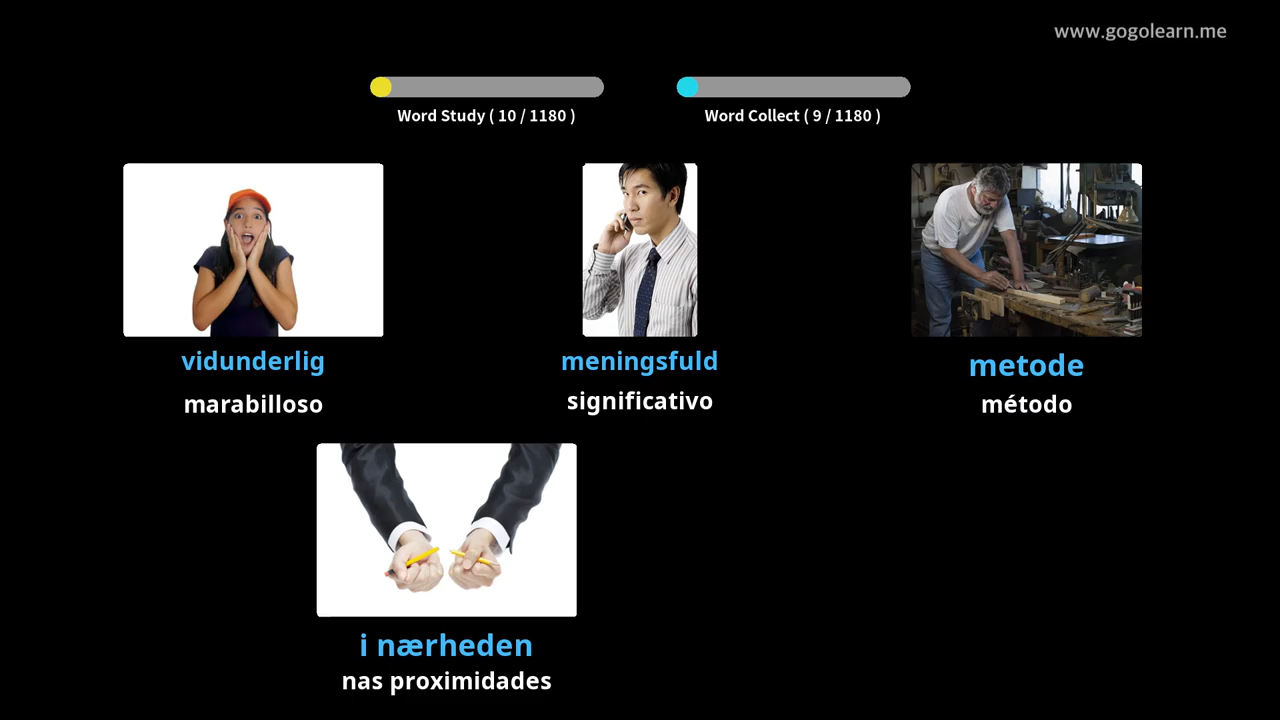 www.gogolearn.me
Word Study ( 10 / 1180 )
Word Collect ( 9 / 1180 )
vidunderlig
marabilloso
meningsfuld
significativo
metode
método
i nærheden
nas proximidades